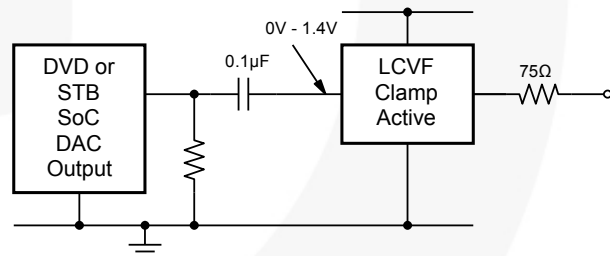 0V - 1.4V
0.1μF
75Ω
DVD or
STB
SoC
DAC
Output
LCVF
Clamp
Active